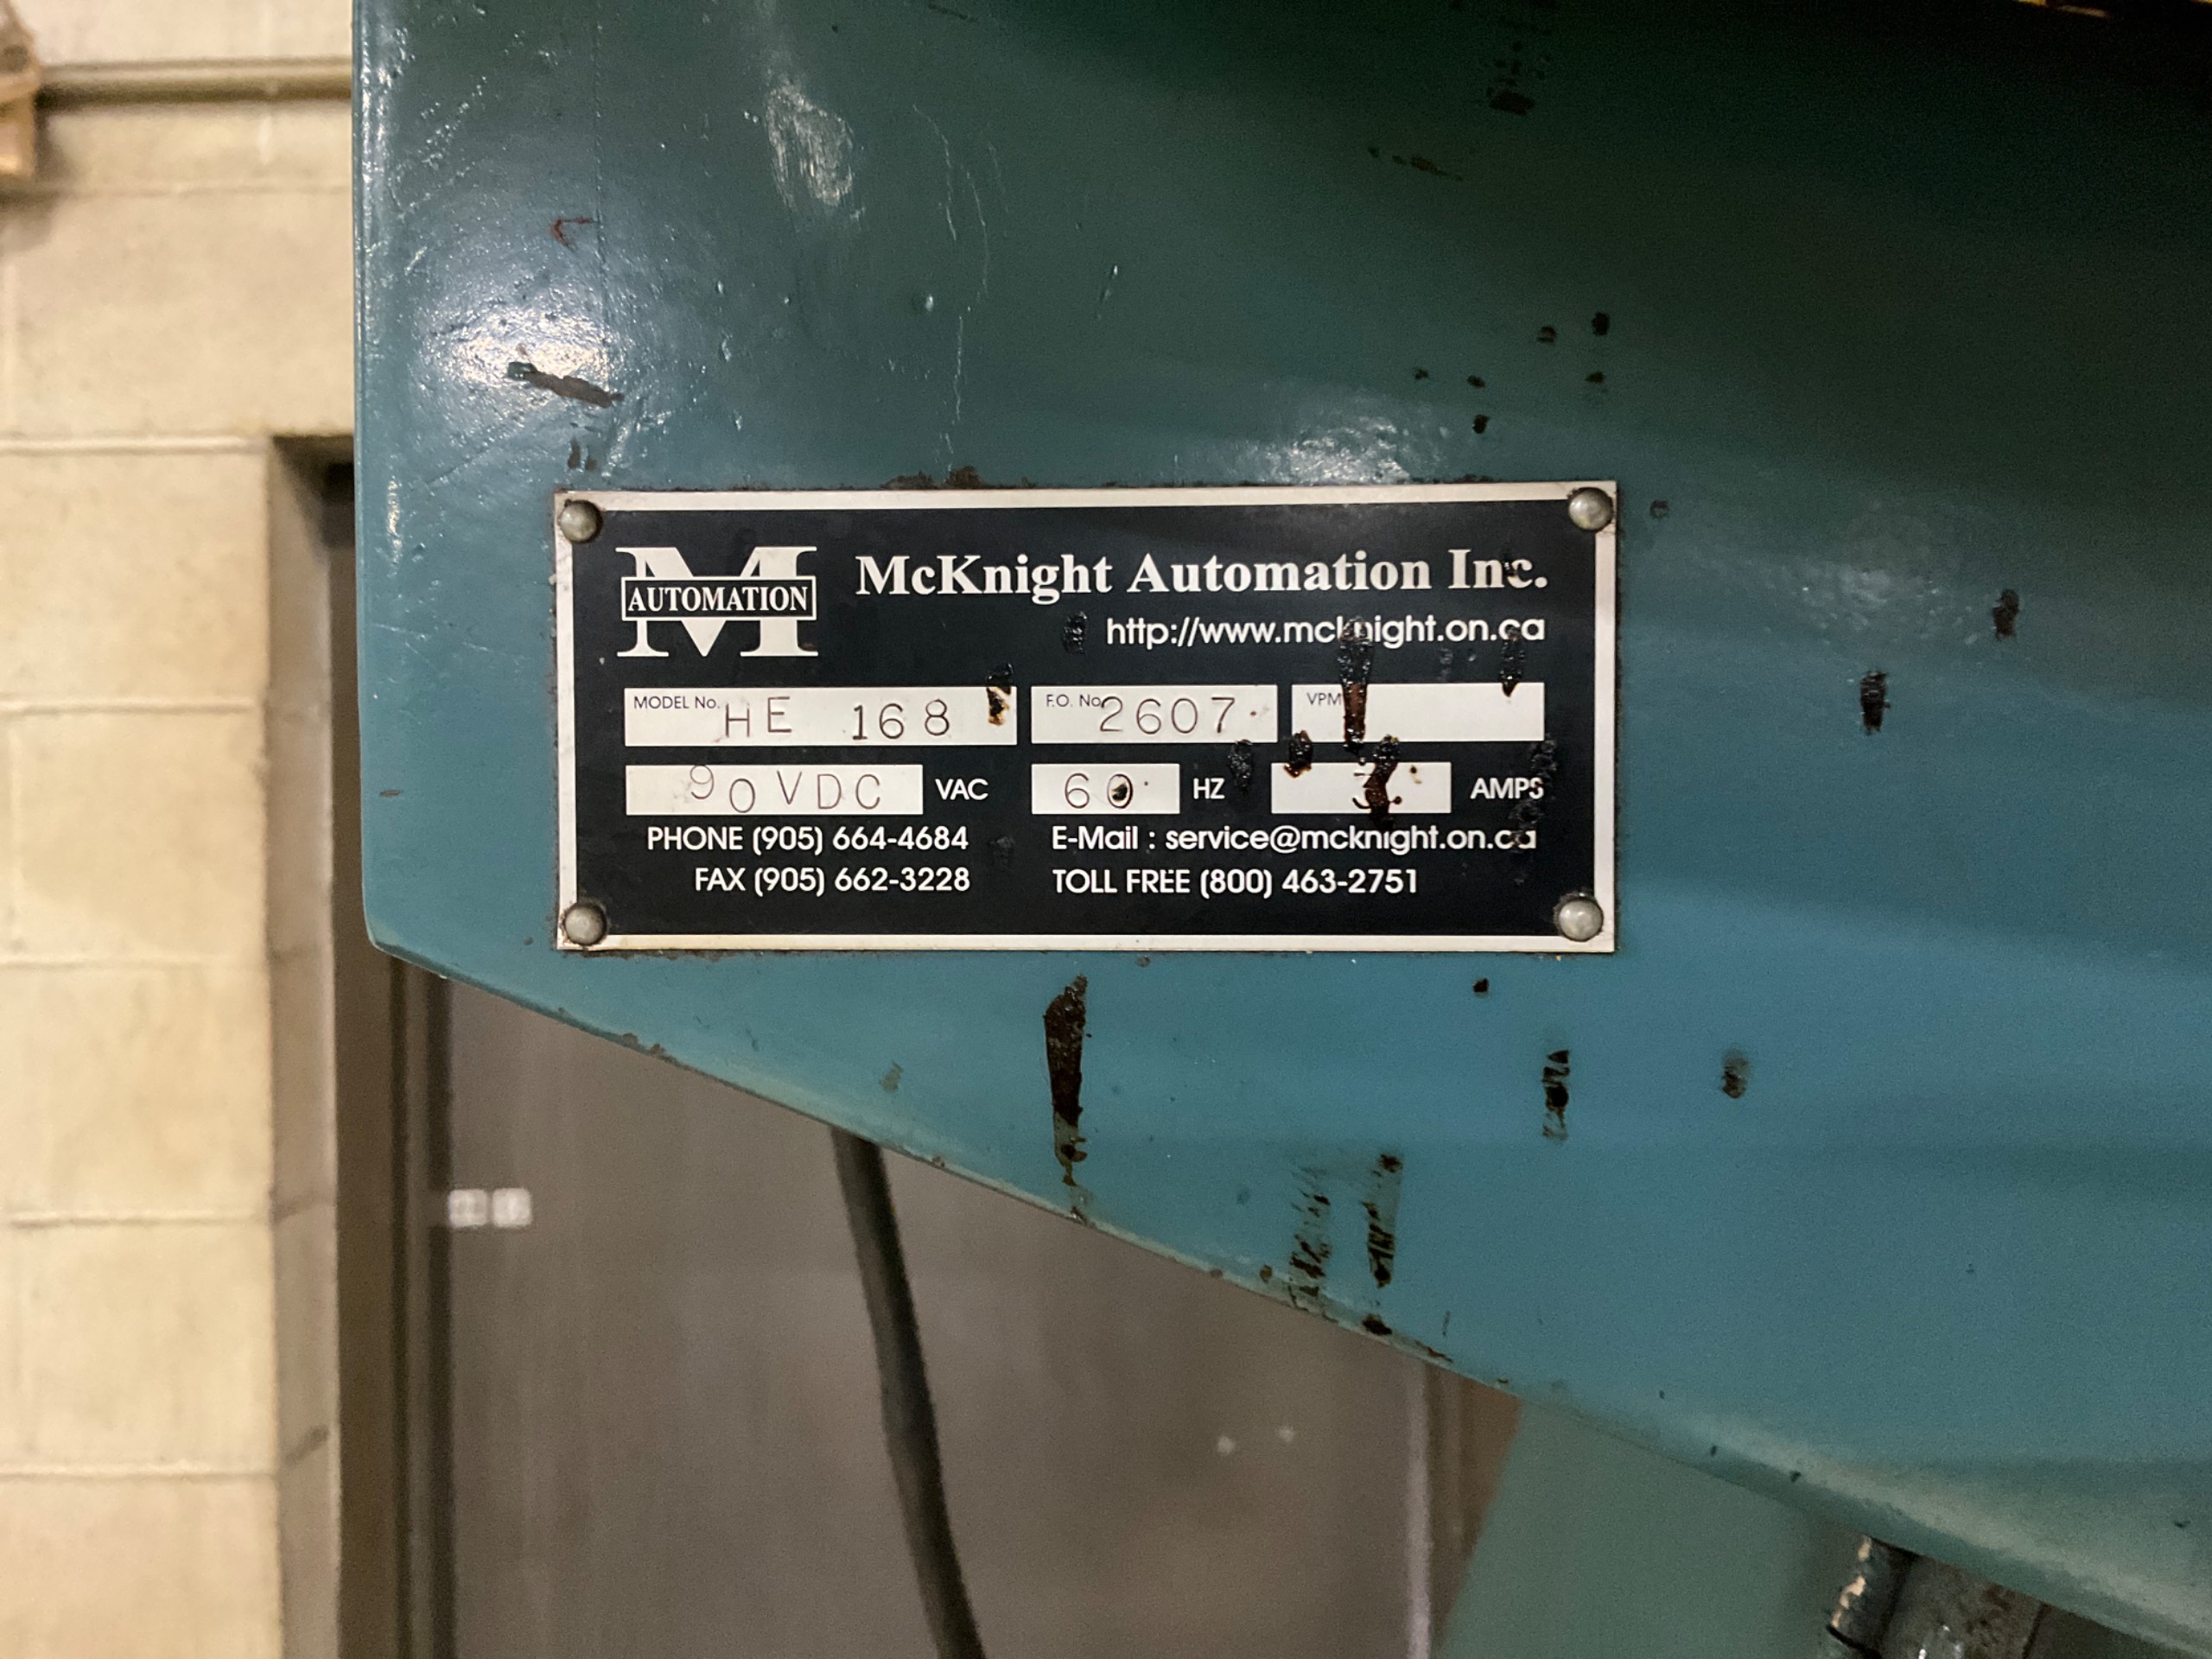 M
AUTOMATION
McKnight Automation Inc.
http://www.mcknight.on.ca
MODEL No. HE 168 F.O. No. 2607 VPM
90VDC VAC 60 HZ AMPS
PHONE (905) 664-4684 E-Mail : service@mcknight.on.ca
FAX (905) 662-3228 TOLL FREE (800) 463-2751